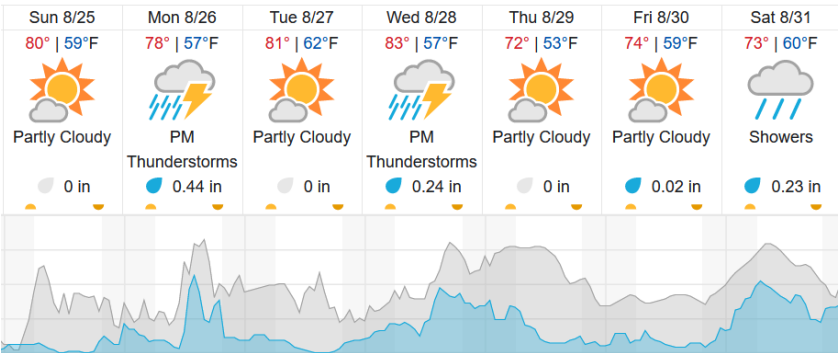 Sun 8/25 Mon 8/26 Tue 8/27 Wed 8/28 Thu 8/29 Fri 8/30 Sat 8/31
80° | 59°F 78° | 57°F 81° | 62°F 83° | 57°F 72° | 53°F 74° | 59°F 73° | 60°F
Partly Cloudy PM Partly Cloudy PM Partly Cloudy Partly Cloudy Showers
Thunderstorms Thunderstorms
0 in 0.44 in 0 in 0.24 in 0 in 0.02 in 0.23 in